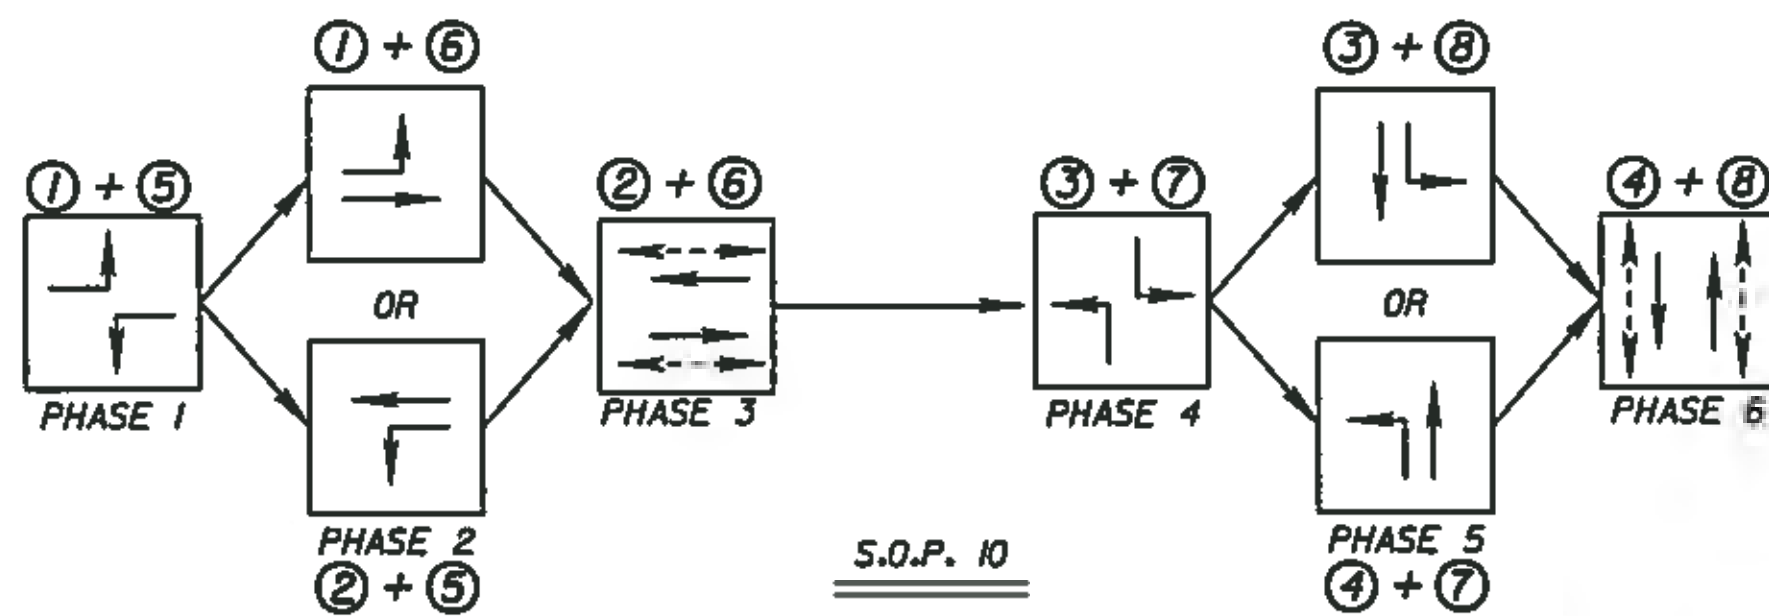 ① + ⑥
③ + ⑧
① + ⑤
② + ⑥
③ + ⑦
④ + ⑧
OR
OR
PHASE 1
PHASE 3
PHASE 4
PHASE 6
PHASE 2
② + ⑤
S.O.P. 10
PHASE 5
④ + ⑦